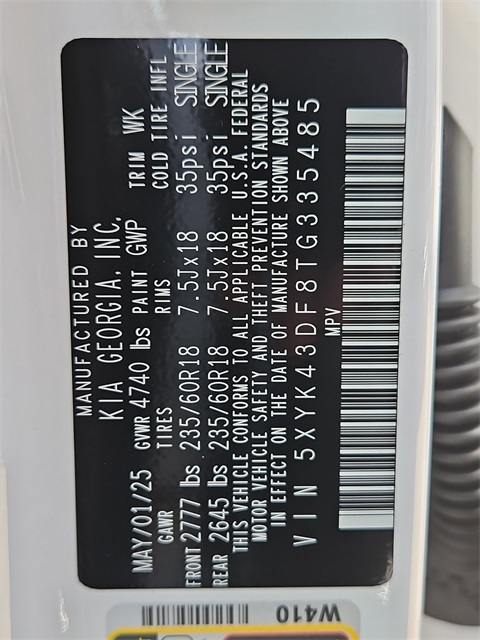 MANUFACTURED BY
KIA GEORGIA, INC.
MAY/01/25 GVWR 4740 lbs PAINT GWP TRIM WK
GAWR TIRES RIMS COLD TIRE INFL
FRONT 2777 lbs 235/60R18 7.5Jx18 35psi SINGLE
REAR 2645 lbs 235/60R18 7.5Jx18 35psi SINGLE
THIS VEHICLE CONFORMS TO ALL APPLICABLE U.S.A. FEDERAL
MOTOR VEHICLE SAFETY AND THEFT PREVENTION STANDARDS
IN EFFECT ON THE DATE OF MANUFACTURE SHOWN ABOVE
VIN 5XYK43DF8TG335485
MPV
W410